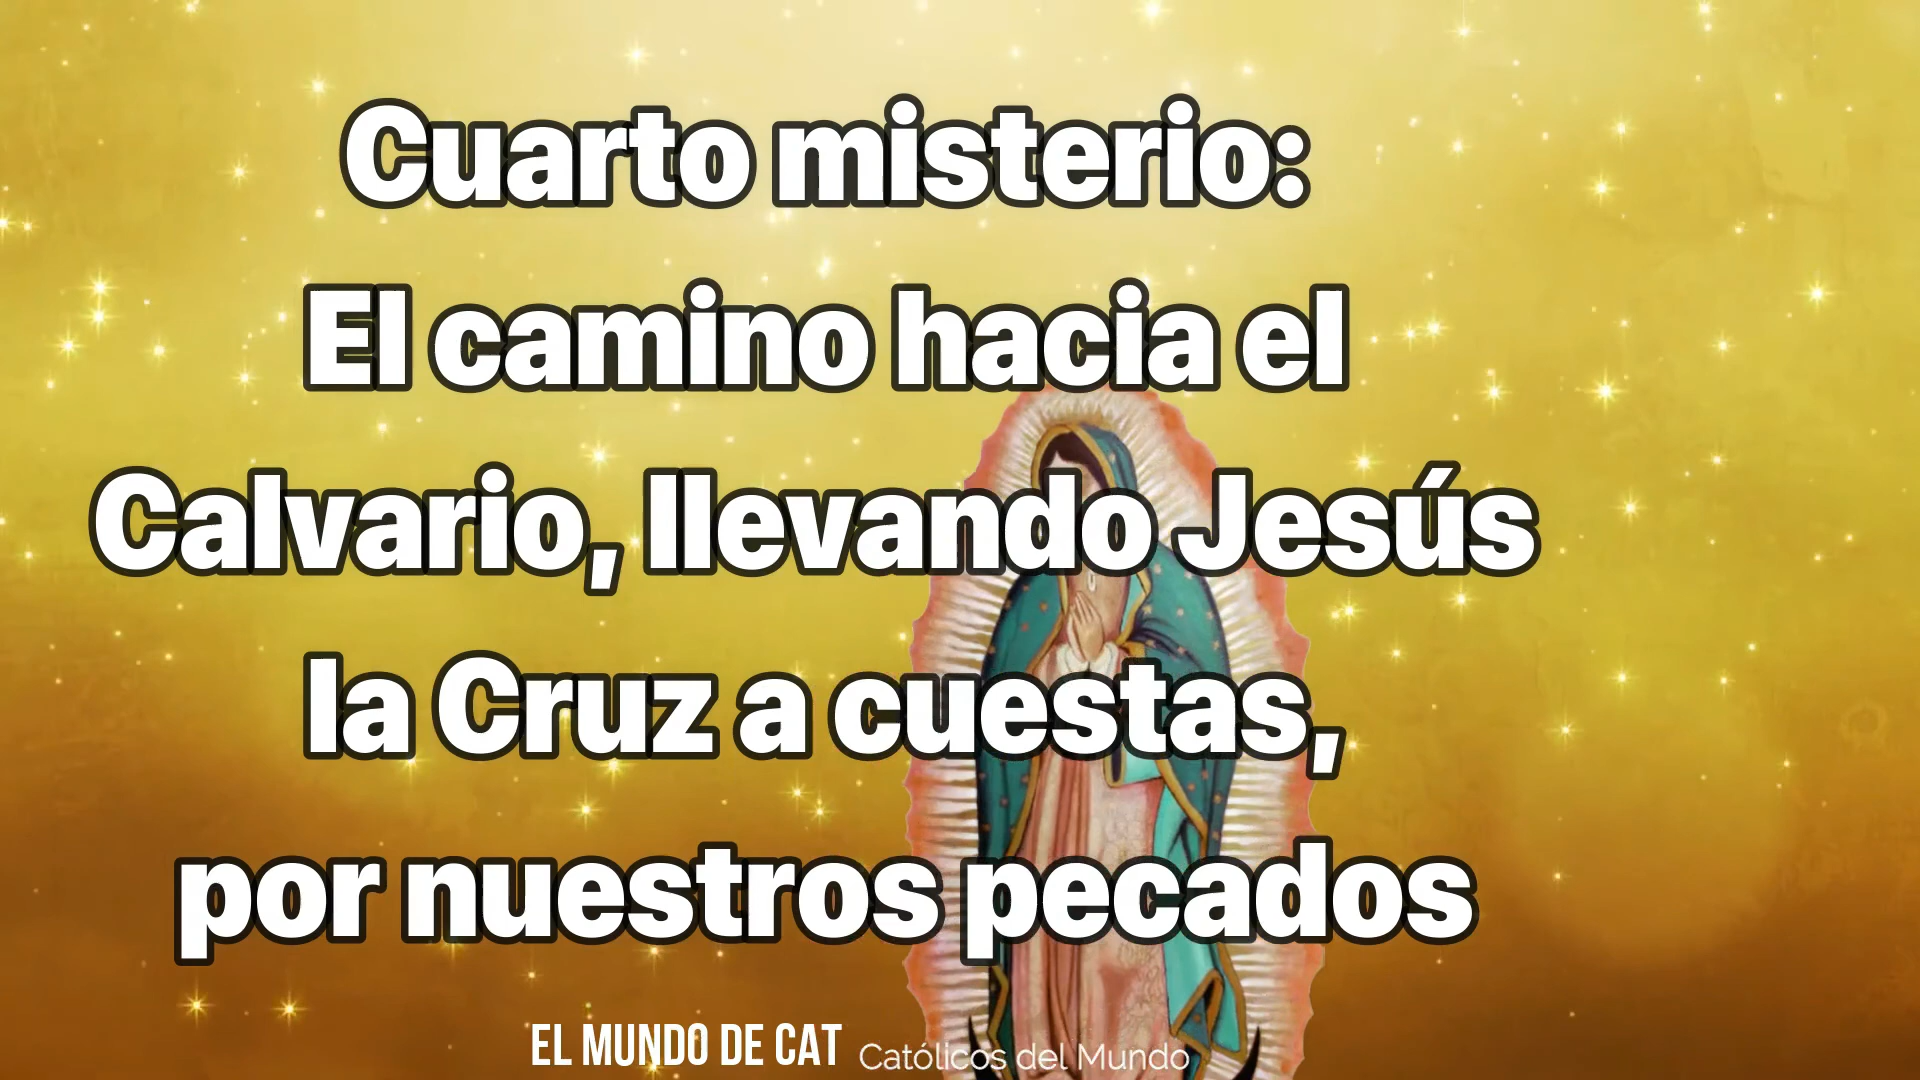 Cuarto misterio:
El camino hacia el
Calvario, llevando Jesús
la Cruz a cuestas,
por nuestros pecados
EL MUNDO DE CAT Católicos del Mundo